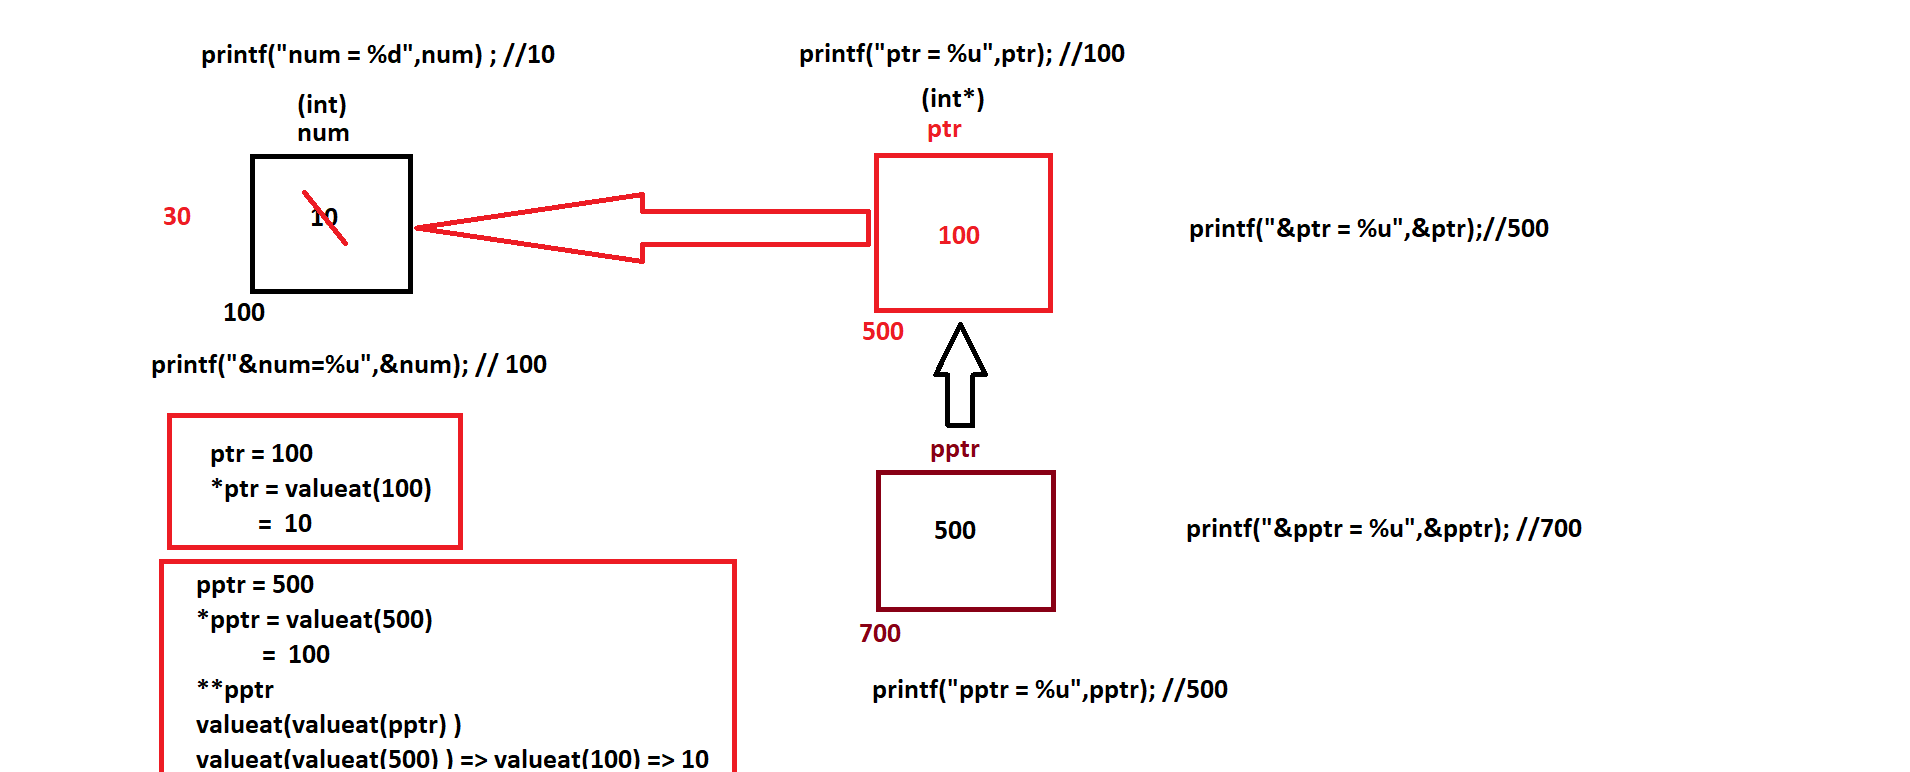 printf("num = %d",num) ; //10
printf("ptr = %u",ptr); //100
(int)
num
(int*)
ptr
30
10
100
printf("&ptr = %u",&ptr);//500
100
500
printf("&num=%u",&num); // 100
ptr = 100
*ptr = valueat(100)
= 10
pptr
500
printf("&pptr = %u",&pptr); //700
700
printf("pptr = %u",pptr); //500
pptr = 500
*pptr = valueat(500)
= 100
**pptr
valueat(valueat(pptr) )
valueat(valueat(500) ) => valueat(100) => 10